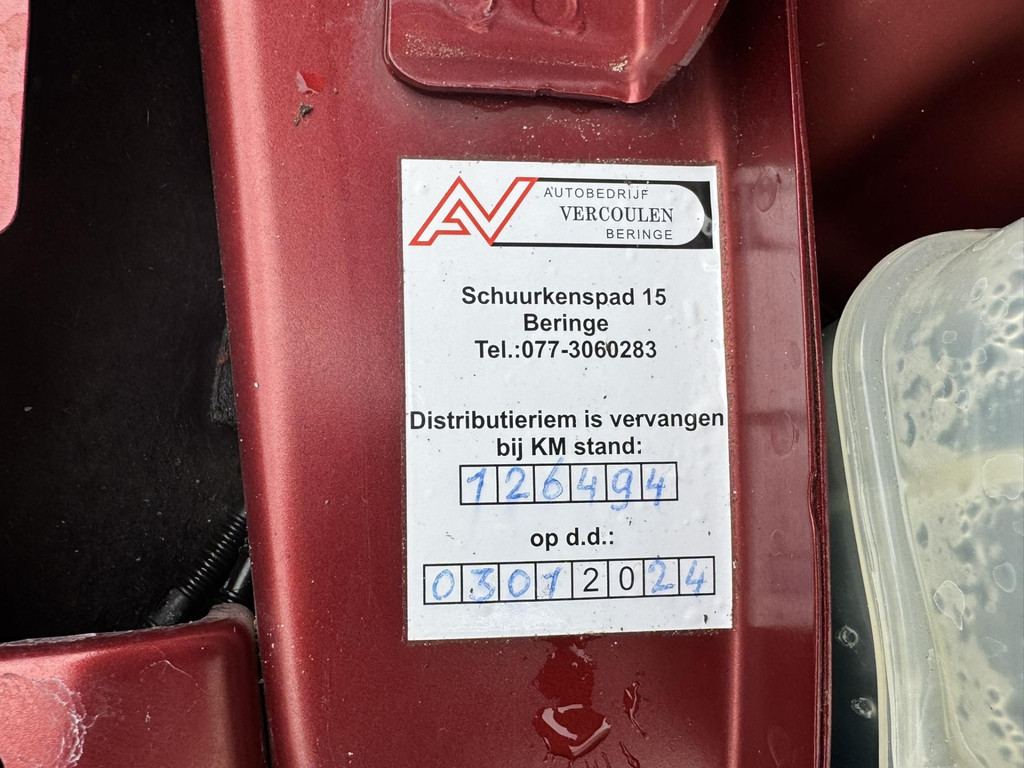 AV
AUTOBEDRIJF
VERCOULEN
BERINGE
Schuurkenspad 15
Beringe
Tel.:077-3060283
Distributieriem is vervangen
bij KM stand:
126494
op d.d.:
03012024